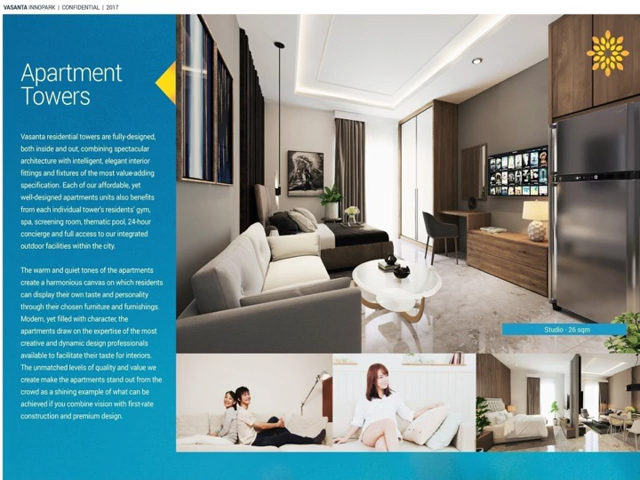 VASANTA INNOPARK | CONFIDENTIAL | 2017
Apartment
Towers
Vasanta residential towers are fully-designed,
both inside and out, combining spectacular
architecture with intelligent, elegant interior
fittings and fixtures of the most value-adding
specification. Each of our affordable, yet
well-designed apartments units also benefits
from each individual tower's residents' gym,
spa, screening room, thematic pool, 24-hour
concierge and full access to our integrated
outdoor facilities within the city.
The warm and quiet tones of the apartments
create a harmonious canvas on which residents
can display their own taste and personality
through their chosen furniture and furnishings.
Modern, yet filled with character, the
apartments draw on the expertise of the most
creative and dynamic design professionals
available to facilitate their taste for interiors.
The unmatched levels of quality and value we
create make the apartments stand out from the
crowd as a shining example of what can be
achieved if you combine vision with first-rate
construction and premium design.
Studio - 26 sqm